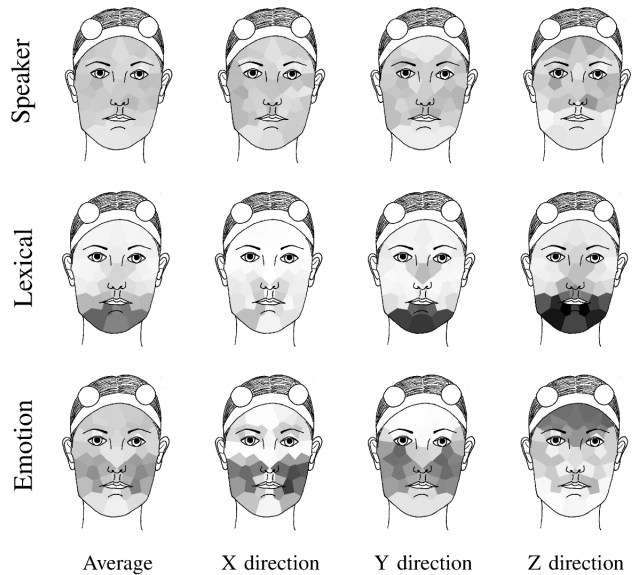 Speaker
Lexical
Emotion
Average X direction Y direction Z direction